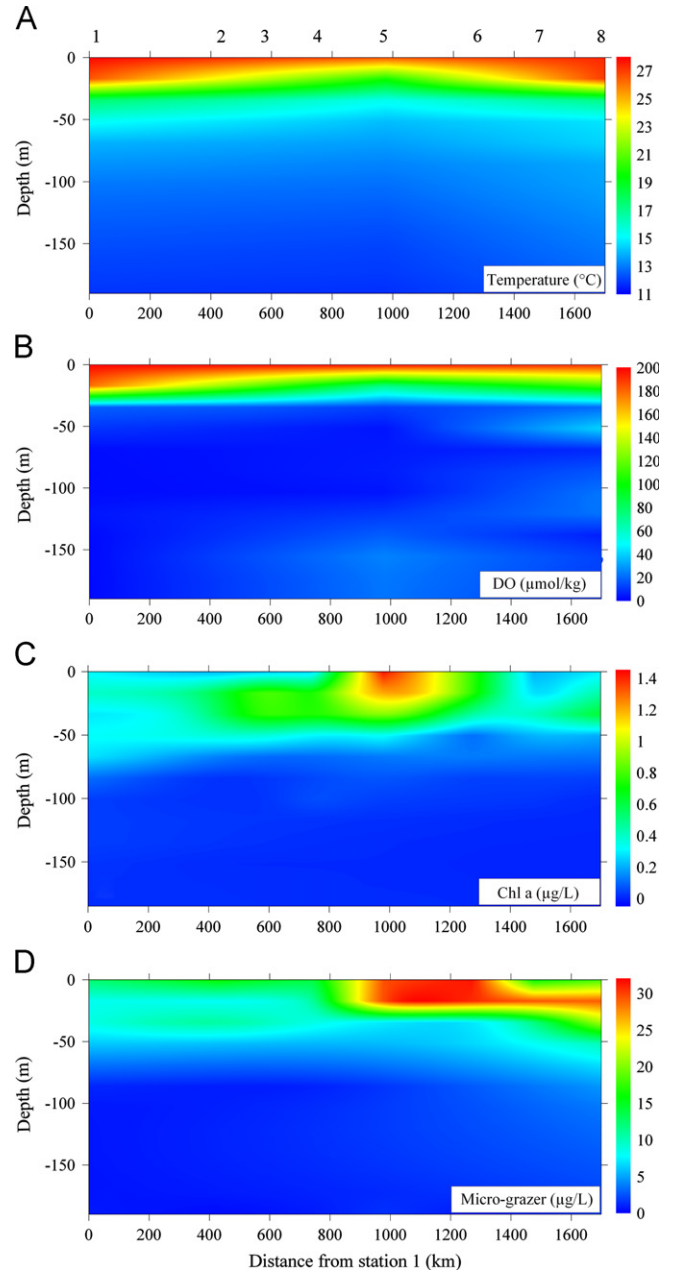 A
1 2 3 4 5 6 7 8
0
-50
-100
-150
Depth (m)
27
25
23
21
19
17
15
13
11
Temperature (°C)
0 200 400 600 800 1000 1200 1400 1600
B
0
-50
-100
-150
Depth (m)
200
180
160
140
120
100
80
60
40
20
0
DO (μmol/kg)
0 200 400 600 800 1000 1200 1400 1600
C
0
-50
-100
-150
Depth (m)
1.4
1.2
1
0.8
0.6
0.4
0.2
0
Chl a (μg/L)
0 200 400 600 800 1000 1200 1400 1600
D
0
-50
-100
-150
Depth (m)
30
25
20
15
10
5
0
Micro-grazer (μg/L)
0 200 400 600 800 1000 1200 1400 1600
Distance from station 1 (km)